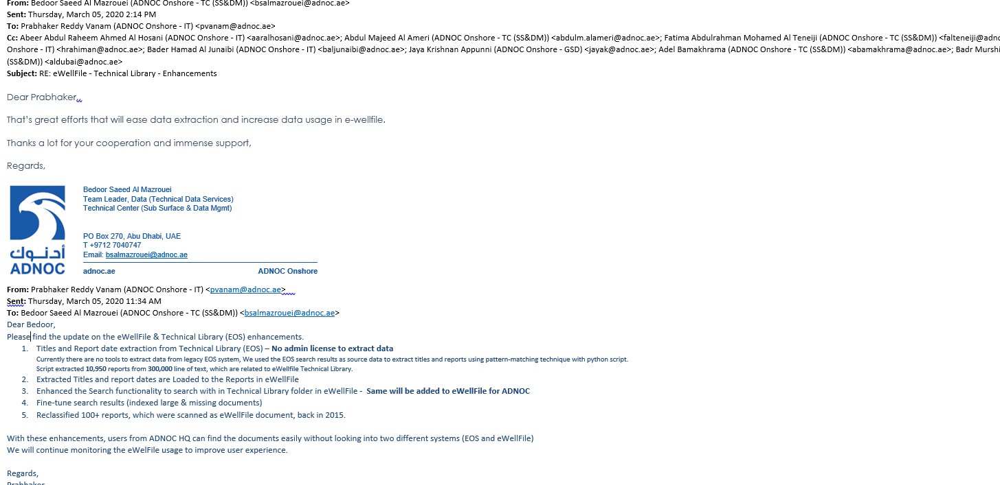 From: Bedoor Saeed Al Mazrouei (ADNOC Onshore - TC (SS&DM)) <bsalmazrouei@adnoc.ae>
Sent: Thursday, March 05, 2020 2:14 PM
To: Prabhaker Reddy Vanam (ADNOC Onshore - IT) <pvanam@adnoc.ae>
Cc: Abeer Abdul Raheem Ahmed Al Hosani (ADNOC Onshore - IT) <aaralhosani@adnoc.ae>; Abdul Majeed Al Ameri (ADNOC Onshore - TC (SS&DM)) <abdulm.alameri@adnoc.ae>; Fatima Abdulrahman Mohamed Al Teneiji (ADNOC Onshore - TC (SS&DM)) <falteneiji@adno
Onshore - IT) <hrahiman@adnoc.ae>; Bader Hamad Al Junaibi (ADNOC Onshore - IT) <baljunaibi@adnoc.ae>; Jaya Krishnan Appunni (ADNOC Onshore - GSD) <jayak@adnoc.ae>; Adel Bamakhrama (ADNOC Onshore - TC (SS&DM)) <abamakhrama@adnoc.ae>; Badr Murshi
(SS&DM)) <aldubai@adnoc.ae>
Subject: RE: eWellFile - Technical Library - Enhancements
Dear Prabhaker,,
That's great efforts that will ease data extraction and increase data usage in e-wellfile.
Thanks a lot for your cooperation and immense support,
Regards,
Bedoor Saeed Al Mazrouei
Team Leader, Data (Technical Data Services)
Technical Center (Sub Surface & Data Mgmt)
PO Box 270, Abu Dhabi, UAE
T +9712 7040747
Email: bsalmazrouei@adnoc.ae
أدنوك
ADNOC
adnoc.ae ADNOC Onshore
From: Prabhaker Reddy Vanam (ADNOC Onshore - IT) <pvanam@adnoc.ae>
Sent: Thursday, March 05, 2020 11:34 AM
To: Bedoor Saeed Al Mazrouei (ADNOC Onshore - TC (SS&DM)) <bsalmazrouei@adnoc.ae>
Dear Bedoor,
Please find the update on the eWellFile & Technical Library (EOS) enhancements.
1. Titles and Report date extraction from Technical Library (EOS) – No admin license to extract data
Currently there are no tools to extract data from legacy EOS system, We used the EOS search results as source data to extract titles and reports using pattern-matching technique with python script.
Script extracted 10,950 reports from 300,000 line of text, which are related to eWellfile Technical Library.
2. Extracted Titles and report dates are Loaded to the Reports in eWellFile
3. Enhanced the Search functionality to search with in Technical Library folder in eWellFile - Same will be added to eWellFile for ADNOC
4. Fine-tune search results (indexed large & missing documents)
5. Reclassified 100+ reports, which were scanned as eWellFile document, back in 2015.
With these enhancements, users from ADNOC HQ can find the documents easily without looking into two different systems (EOS and eWellFile)
We will continue monitoring the eWelFile usage to improve user experience.
Regards,
Prabhaker